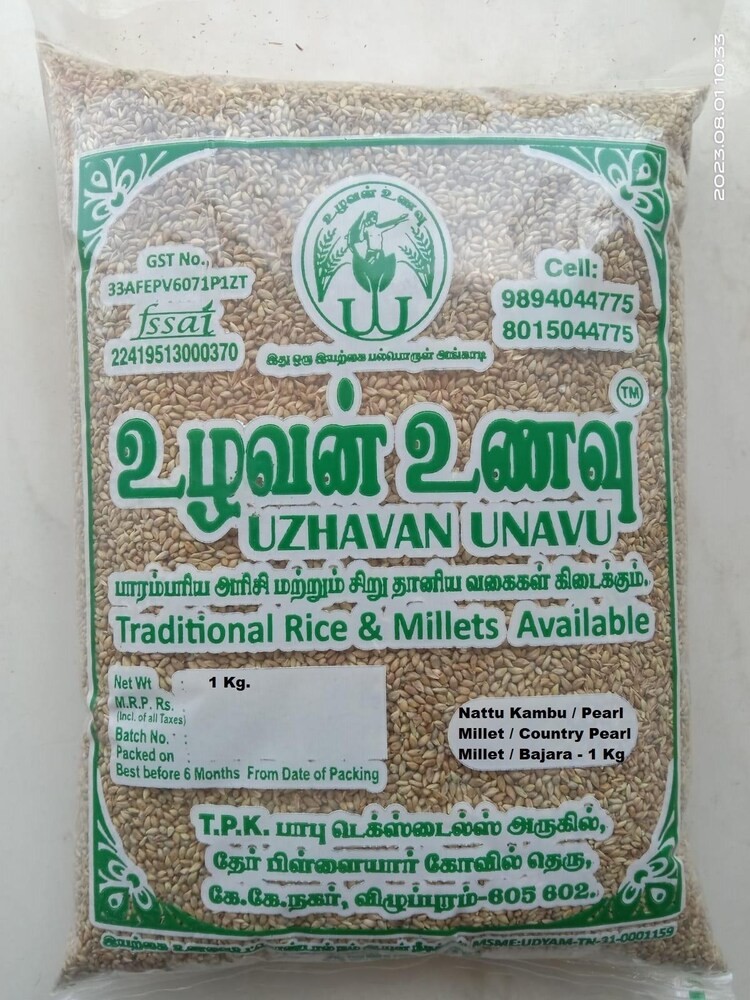 2023.08.01 10:33
உழவன் உணவு
GST No.,
33AFEPV6071P1ZT
fssai
22419513000370
Cell:
9894044775
8015044775
இது ஒரு இயற்கை பல்பொருள் அங்காடி
உழவன் உணவு TM
UZHAVAN UNAVU
பாரம்பரிய அரிசி மற்றும் சிறு தானிய வகைகள் கிடைக்கும்.
Traditional Rice & Millets Available
Net Wt : 1 Kg.
M.R.P. Rs. :
(Incl. of all Taxes)
Batch No. :
Packed on :
Best before 6 Months From Date of Packing
Nattu Kambu / Pearl
Millet / Country Pearl
Millet / Bajara - 1 Kg
T.P.K. பாபு டெக்ஸ்டைல்ஸ் அருகில்,
தேர் பிள்ளையார் கோவில் தெரு,
கே.கே.நகர், விழுப்புரம்-605 602.
இயற்கை MSME:UDYAM-TN-31-0001159